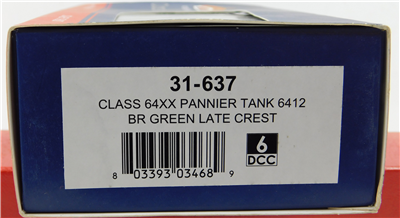 31-637
CLASS 64XX PANNIER TANK 6412
BR GREEN LATE CREST
6
DCC
8 03393 03468 9